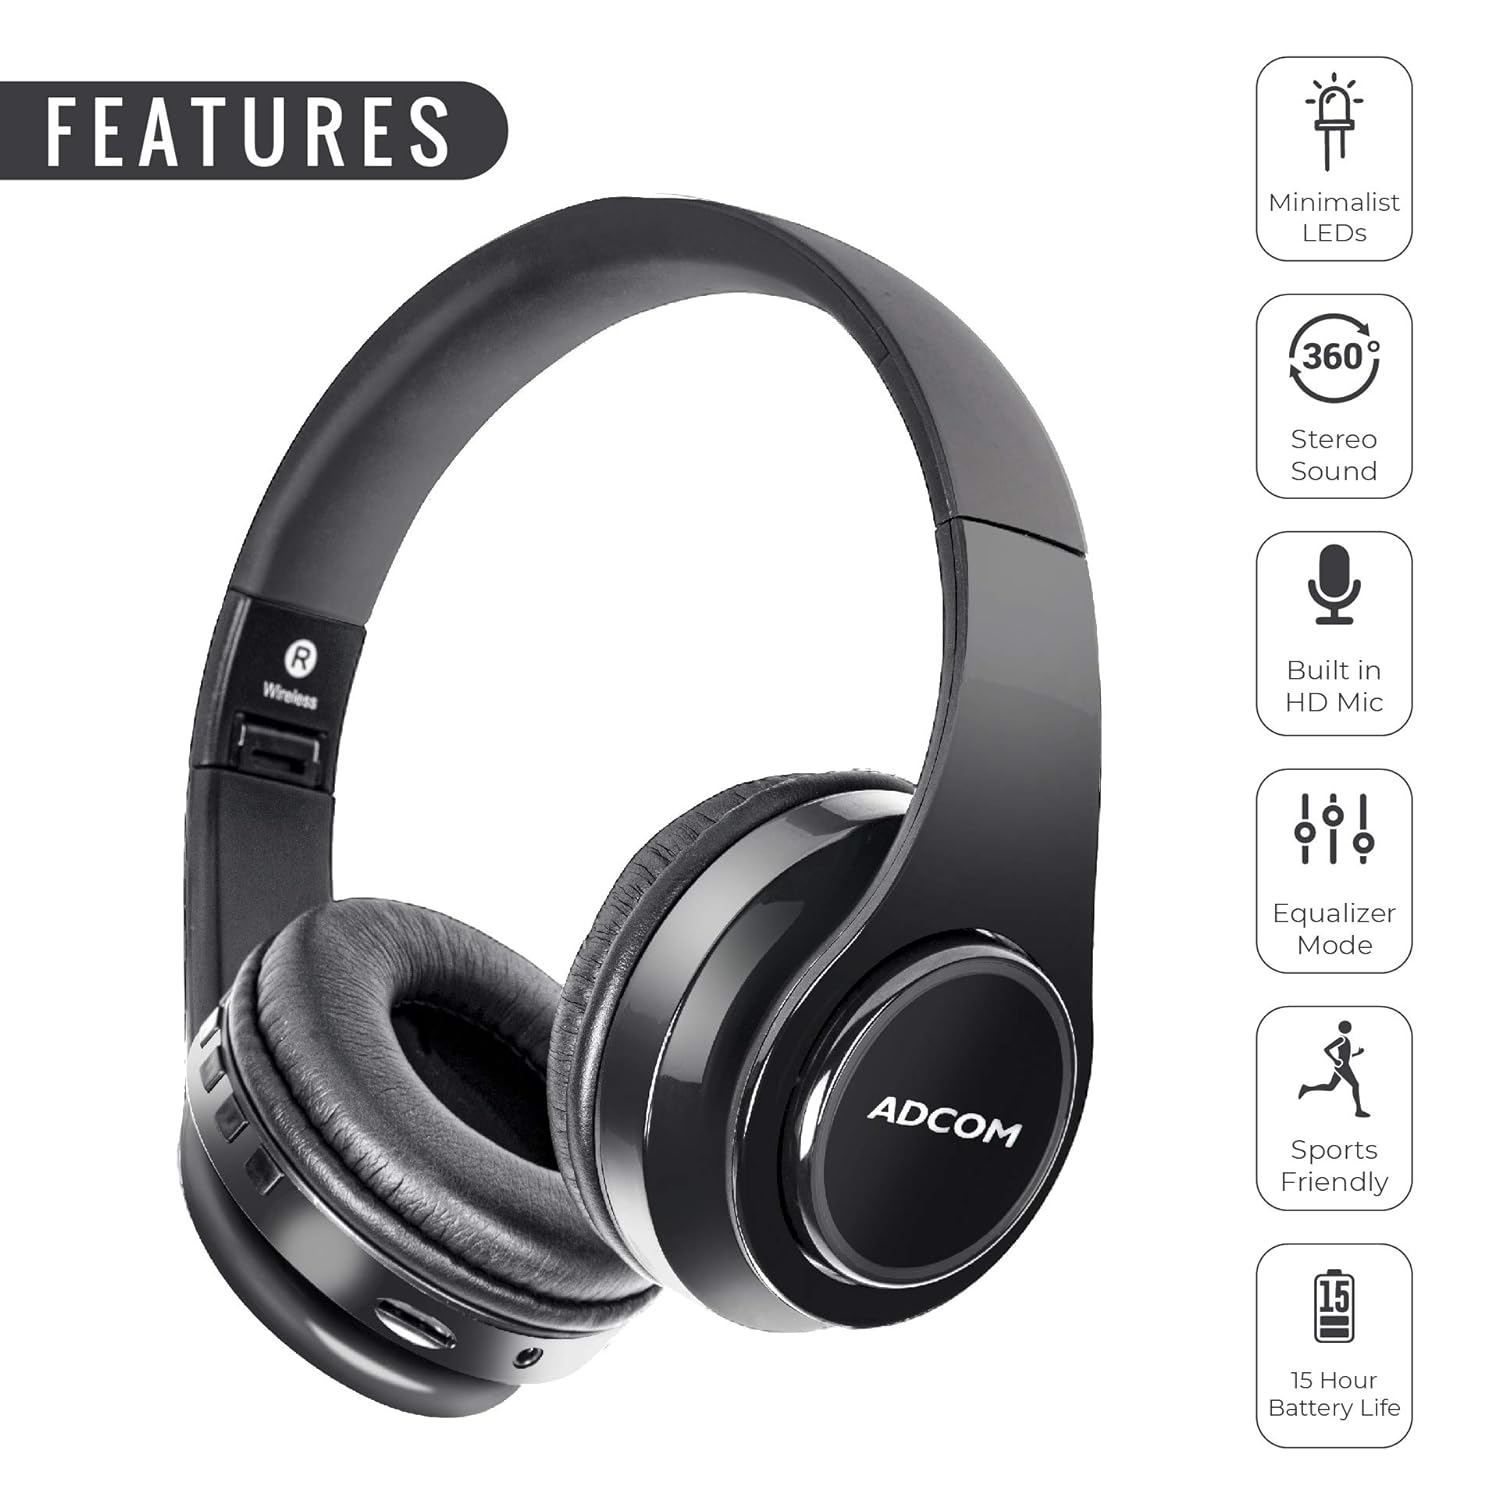 FEATURES
Minimalist
LEDs
360°
Stereo
Sound
Built in
HD Mic
Equalizer
Mode
Sports
Friendly
15
15 Hour
Battery Life
R
Wireless
ADCOM